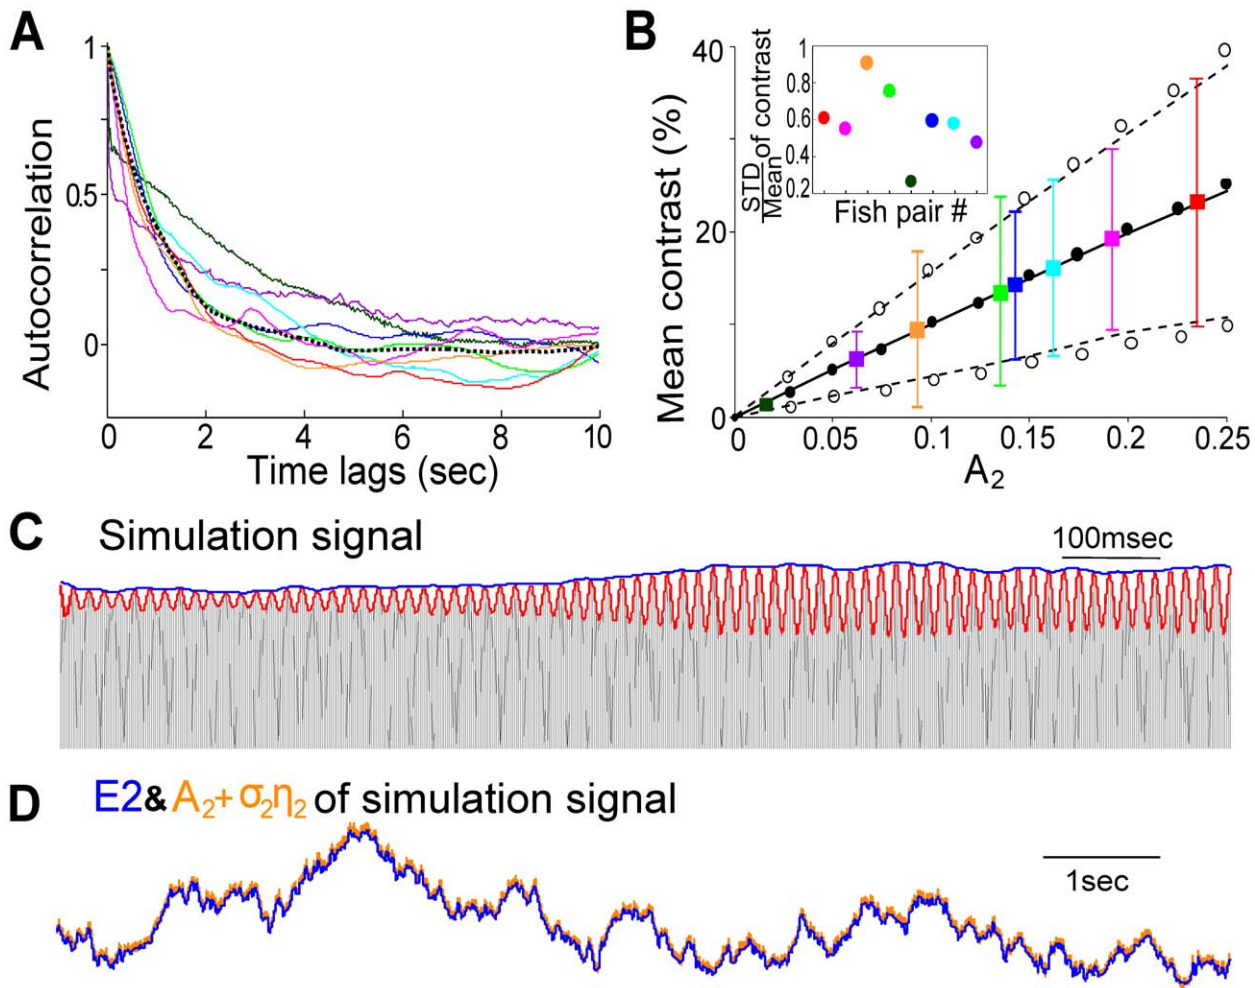 A
1
0.5
0
Autocorrelation
0 2 4 6 8 10
Time lags (sec)
B
40
20
0
Mean contrast (%)
0 0.05 0.1 0.15 0.2 0.25
A₂
1
0.8
0.6
0.4
0.2
STD
Mean
of contrast
Fish pair #
C
Simulation signal
100msec
D
E2 & A₂+σ₂η₂ of simulation signal
1sec